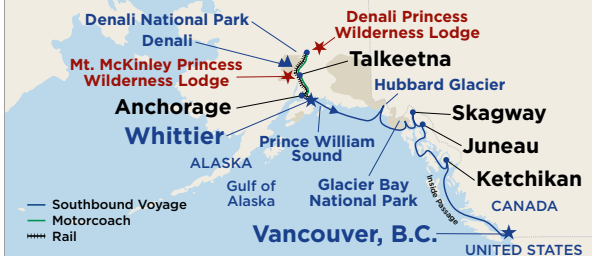 Denali National Park
Denali Princess
Wilderness Lodge
Denali
Mt. McKinley Princess
Wilderness Lodge
Talkeetna
Hubbard Glacier
Anchorage
Skagway
Whittier
Prince William
Sound
Juneau
ALASKA
Glacier Bay
National Park
Ketchikan
Gulf of
Alaska
Inside Passage
CANADA
Southbound Voyage
Motorcoach
Rail
Vancouver, B.C.
UNITED STATES